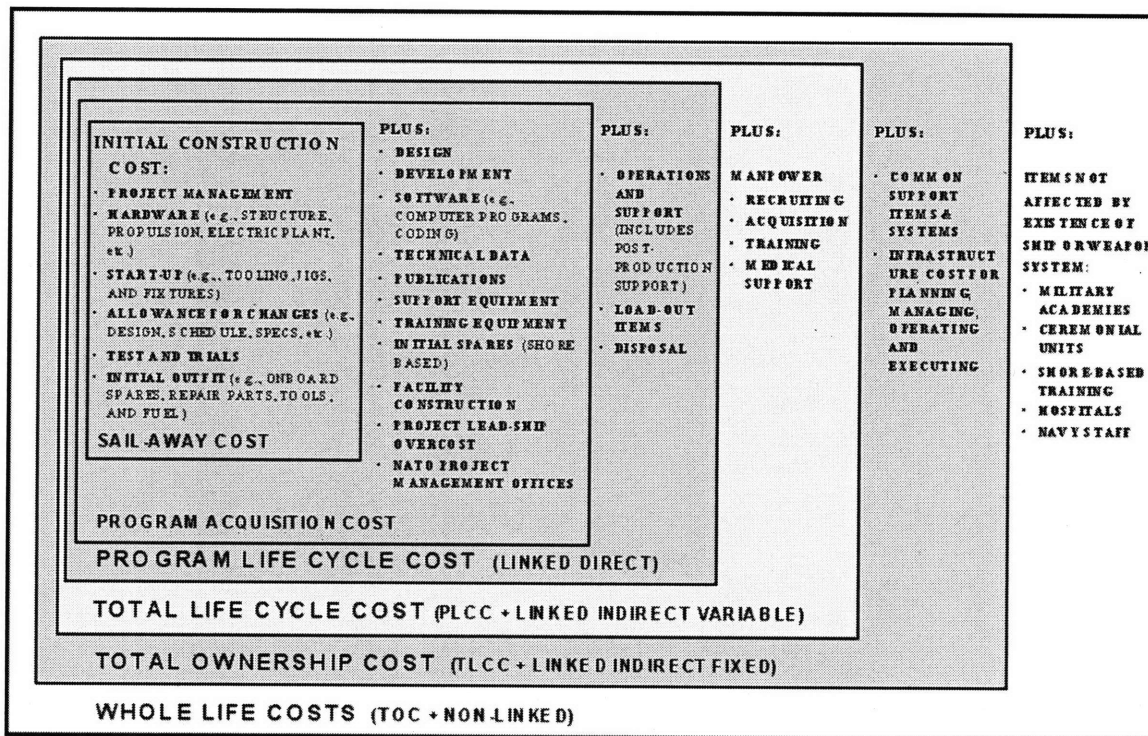 INITIAL CONSTRUCTION
COST:
· PROJECT MANAGEMENT
· HARDWARE (e.g., STRUCTURE,
PROPULSION, ELECTRIC PLANT,
etc.)
· START-UP (e.g., TOOLING, JIGS,
AND FIXTURES)
· ALLOWANCE FOR CHANGES (e.g.,
DESIGN, SCHEDULE, SPECS, etc.)
· TEST AND TRIALS
· INITIAL OUTFIT (e.g., ONBOARD
SPARES, REPAIR PARTS, TOOLS,
AND FUEL)
SAIL-AWAY COST
PLUS:
· DESIGN
· DEVELOPMENT
· SOFTWARE (e.g.,
COMPUTER PROGRAMS,
CODING)
· TECHNICAL DATA
· PUBLICATIONS
· SUPPORT EQUIPMENT
· TRAINING EQUIPMENT
· INITIAL SPARES (SHORE
BASED)
· FACILITY
CONSTRUCTION
· PROJECT LEAD-SHIP
OVERCOST
· NATO PROJECT
MANAGEMENT OFFICES
PROGRAM ACQUISITION COST
PLUS:
· OPERATIONS
AND
SUPPORT
(INCLUDES
POST-
PRODUCTION
SUPPORT)
· LOAD-OUT
ITEMS
· DISPOSAL
PROGRAM LIFE CYCLE COST (LINKED DIRECT)
PLUS:
MANPOWER
· RECRUITING
· ACQUISITION
· TRAINING
· MEDICAL
SUPPORT
TOTAL LIFE CYCLE COST (PLCC + LINKED INDIRECT VARIABLE)
PLUS:
· COMMON
SUPPORT
ITEMS &
SYSTEMS
· INFRASTRUCT
URE COST FOR
PLANNING,
MANAGING,
OPERATING
AND
EXECUTING
TOTAL OWNERSHIP COST (TLCC + LINKED INDIRECT FIXED)
PLUS:
ITEMS NOT
AFFECTED BY
EXISTENCE OF
SHIP OR WEAPON
SYSTEM:
· MILITARY
ACADEMIES
· CEREMONIAL
UNITS
· SHORE-BASED
TRAINING
· HOSPITALS
· NAVY STAFF
WHOLE LIFE COSTS (TOC + NON-LINKED)